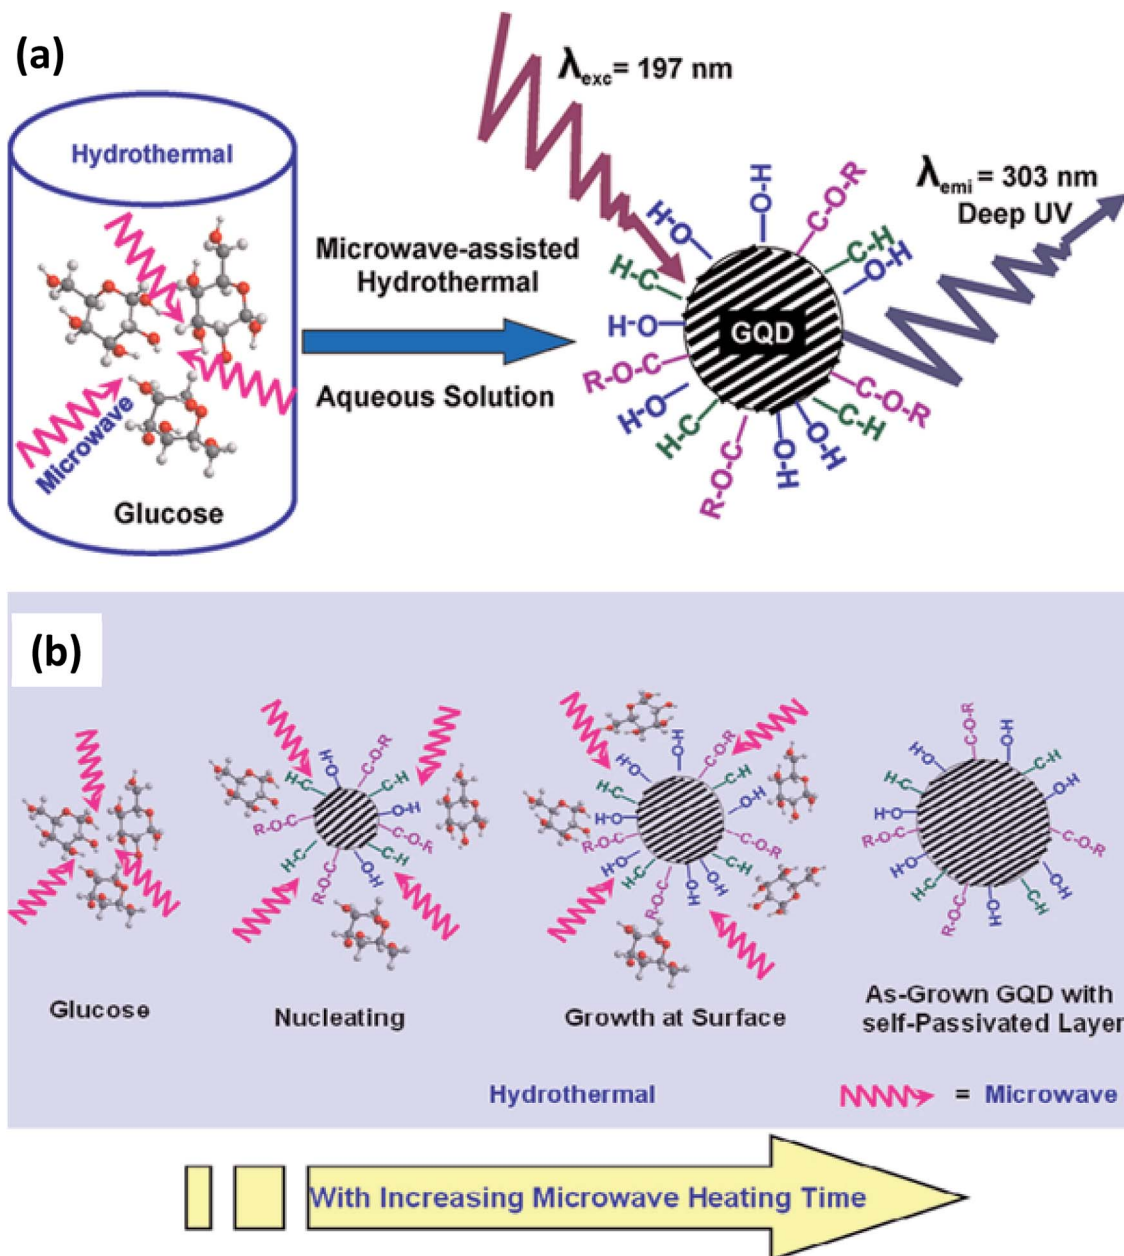 (a)
Hydrothermal
Microwave
Glucose
Microwave-assisted
Hydrothermal
Aqueous Solution
λexc = 197 nm
λemi = 303 nm
Deep UV
GQD
O-H
C-O-R
C-H
O-H
C-O-R
C-H
O-H
O-H
R-O-C
H-C
H-O
R-O-C
H-O
H-C
H-O
(b)
Glucose
H-O
C-O-R
C-H
O-H
C-O-R
C-H
O-H
R-O-C
H-C
R-O-C
H-C
Nucleating
O-H
C-O-R
C-H
O-H
C-O-R
C-H
O-H
O-H
R-O-C
H-C
H-O
R-O-C
H-O
H-C
H-O
Growth at Surface
C-O-R
O-H
C-H
O-H
C-O-R
O-H
C-H
O-H
R-O-C
H-C
H-O
R-O-C
H-O
H-C
H-O
As-Grown GQD with
self-Passivated Layer
Hydrothermal
= Microwave
With Increasing Microwave Heating Time